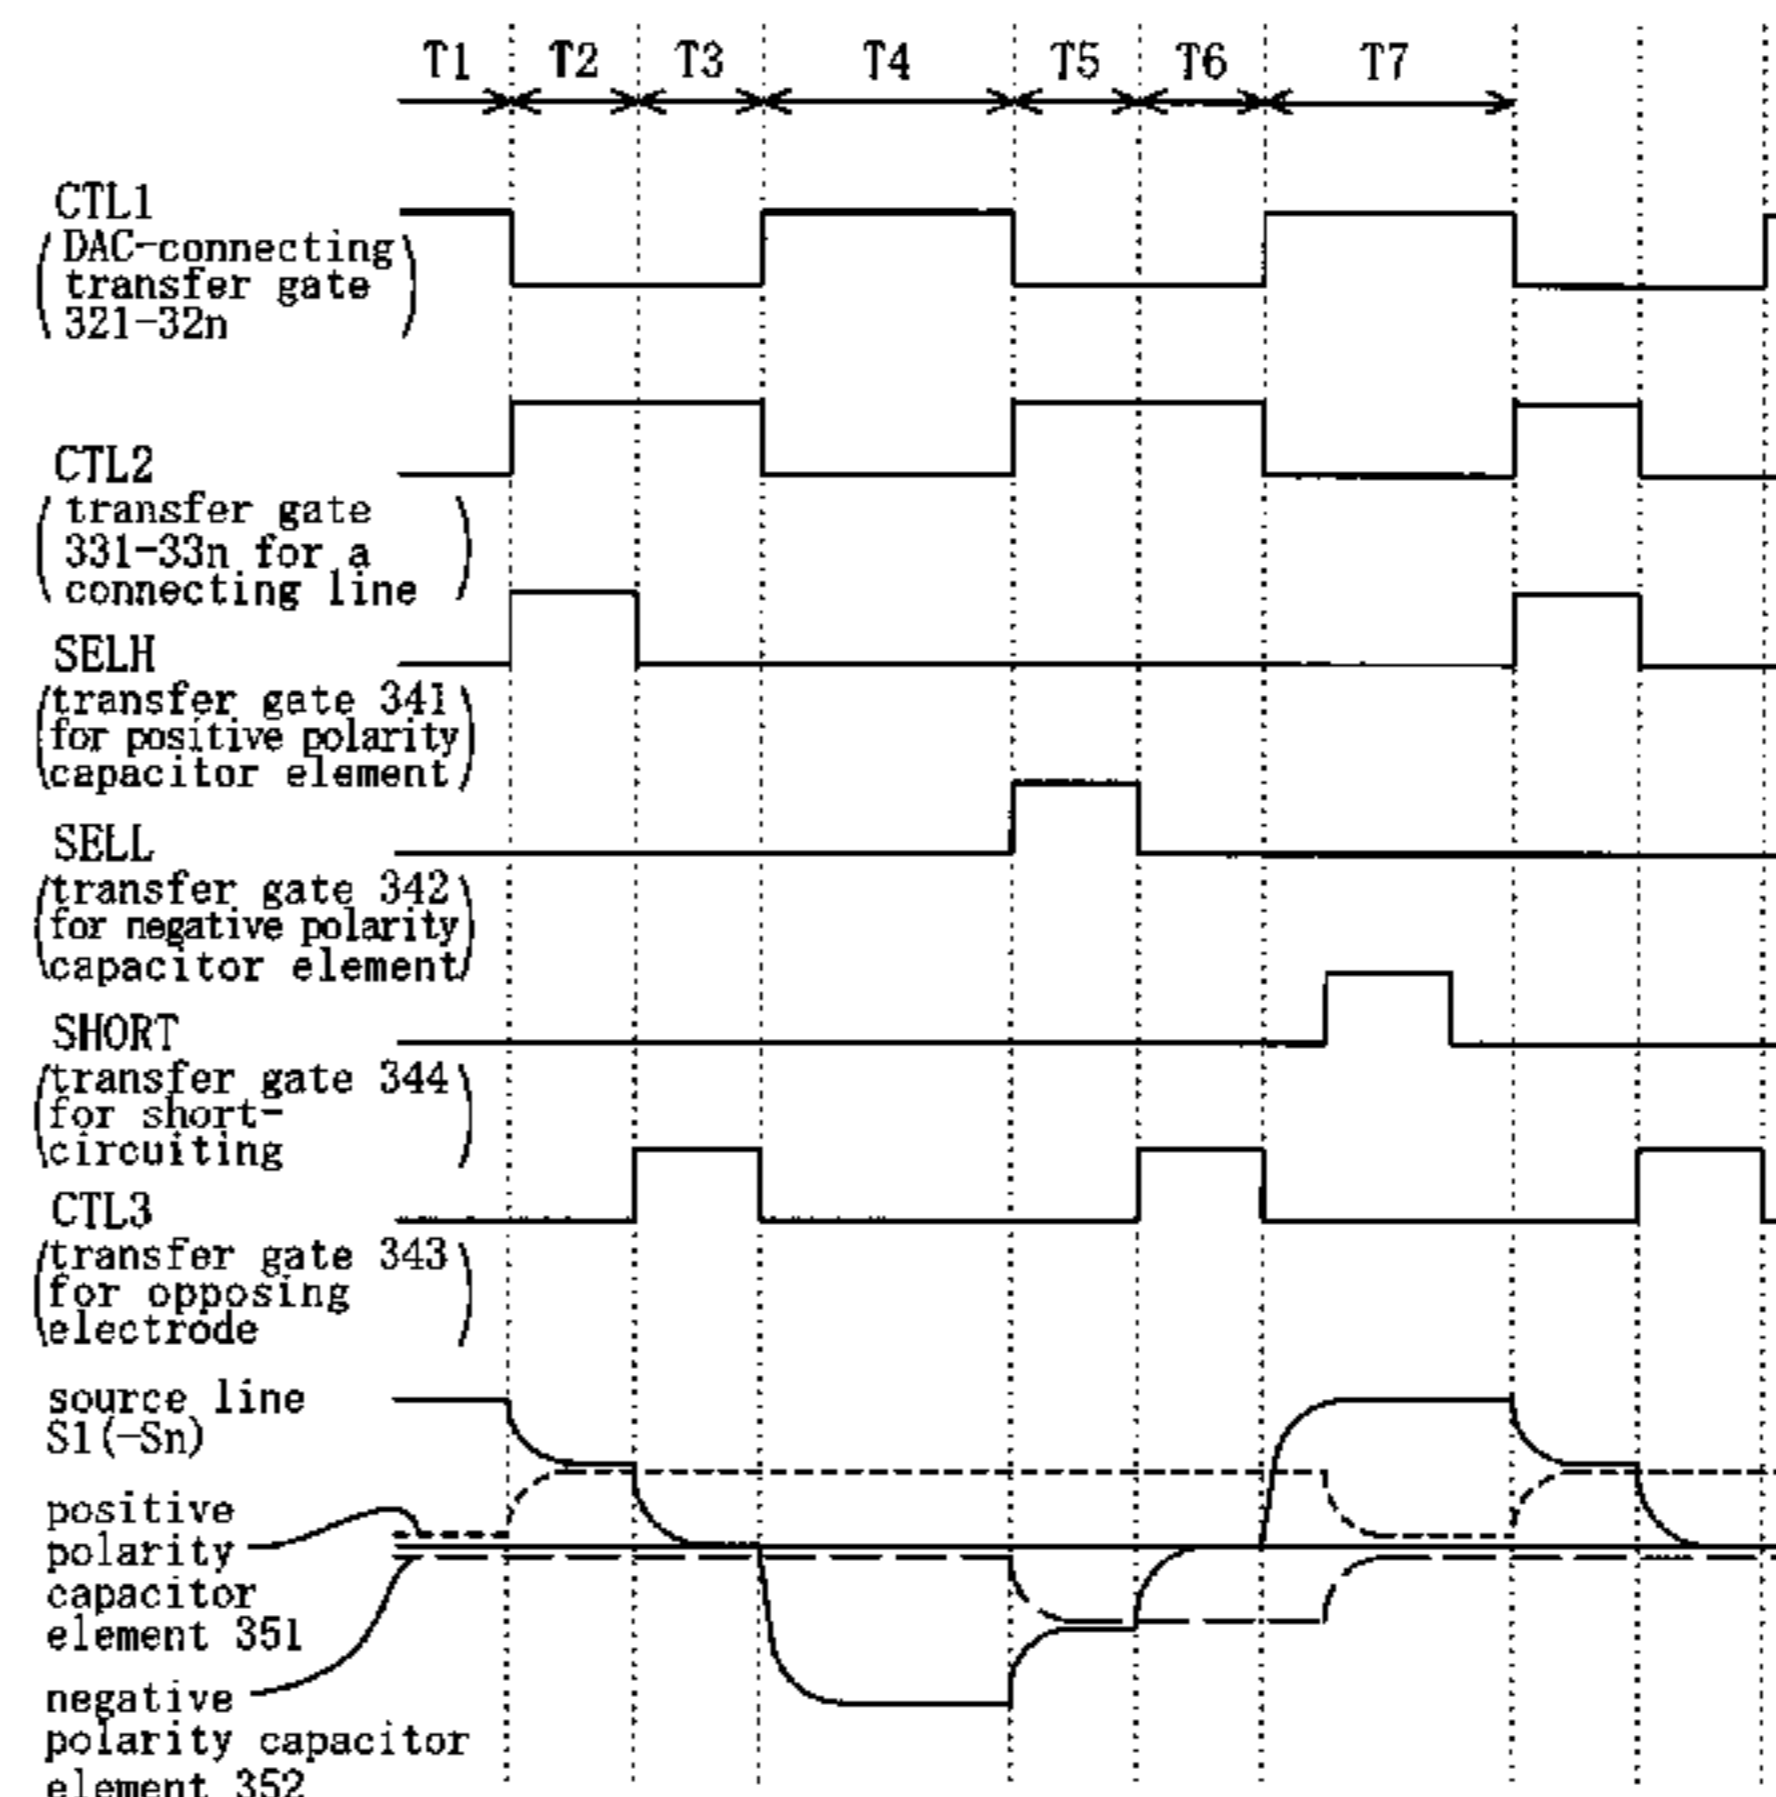 T1 T2 T3 T4 T5 T6 T7
CTL1
(DAC-connecting
transfer gate
321-32n)
CTL2
(transfer gate
331-33n for a
connecting line)
SELH
(transfer gate 341
for positive polarity
capacitor element)
SELL
(transfer gate 342
for negative polarity
capacitor element)
SHORT
(transfer gate 344
for short-
circuiting)
CTL3
(transfer gate 343
for opposing
electrode)
source line
S1(-Sn)
positive
polarity
capacitor
element 351
negative
polarity capacitor
element 352